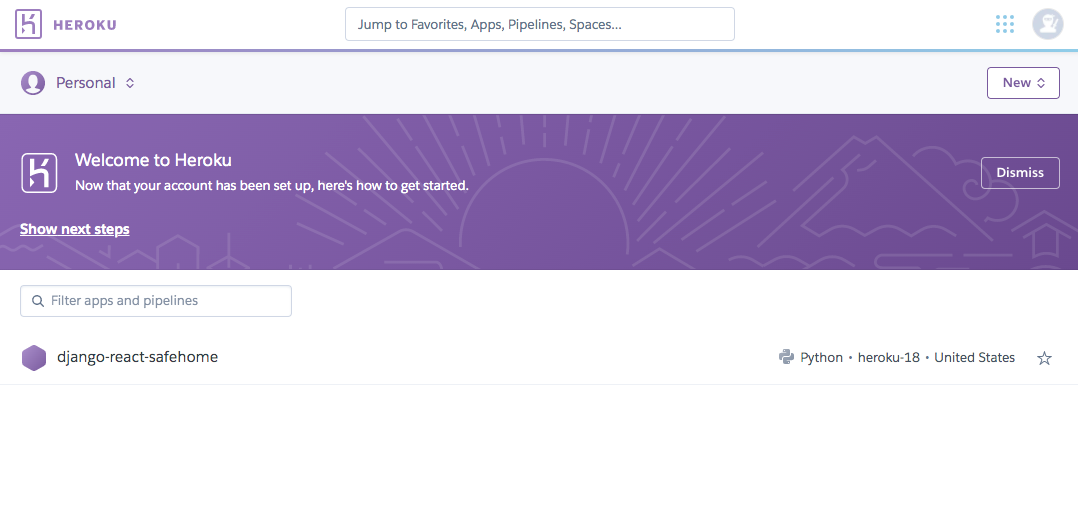 HEROKU
Jump to Favorites, Apps, Pipelines, Spaces...
Personal
New
Welcome to Heroku
Now that your account has been set up, here's how to get started.
Dismiss
Show next steps
Filter apps and pipelines
django-react-safehome
Python • heroku-18 • United States